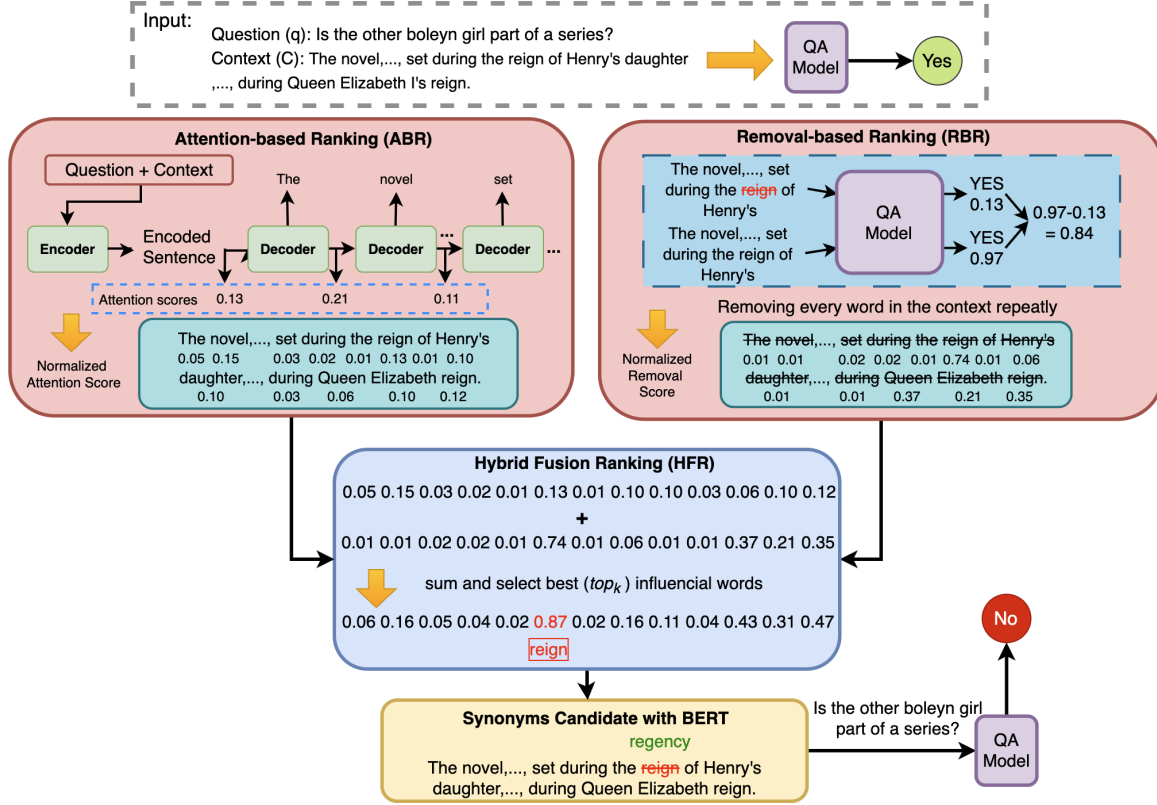 Input:
Question (q): Is the other boleyn girl part of a series?
Context (C): The novel,..., set during the reign of Henry's daughter
,..., during Queen Elizabeth I's reign.
QA
Model
Yes
Attention-based Ranking (ABR)
Question + Context
The
novel
set
Encoder
Encoded
Sentence
Decoder
Decoder
...
Decoder
...
Attention scores
0.13
0.21
0.11
Normalized
Attention Score
The novel,..., set during the reign of Henry's
0.05 0.15 0.03 0.02 0.01 0.13 0.01 0.10
daughter,..., during Queen Elizabeth reign.
0.10 0.03 0.06 0.10 0.12
Removal-based Ranking (RBR)
The novel,..., set
during the reign of
Henry's
The novel,..., set
during the reign of
Henry's
QA
Model
YES
0.13
YES
0.97
0.97-0.13
= 0.84
Removing every word in the context repeatedly
Normalized
Removal
Score
The novel,..., set during the reign of Henry's
0.01 0.01 0.02 0.02 0.01 0.74 0.01 0.06
daughter,..., during Queen Elizabeth reign.
0.01 0.01 0.37 0.21 0.35
Hybrid Fusion Ranking (HFR)
0.05 0.15 0.03 0.02 0.01 0.13 0.01 0.10 0.10 0.03 0.06 0.10 0.12
+
0.01 0.01 0.02 0.02 0.01 0.74 0.01 0.06 0.01 0.01 0.37 0.21 0.35
sum and select best (top_k) influential words
0.06 0.16 0.05 0.04 0.02 0.87 0.02 0.16 0.11 0.04 0.43 0.31 0.47
reign
Synonyms Candidate with BERT
regency
The novel,..., set during the reign of Henry's
daughter,..., during Queen Elizabeth reign.
Is the other boleyn girl
part of a series?
QA
Model
No